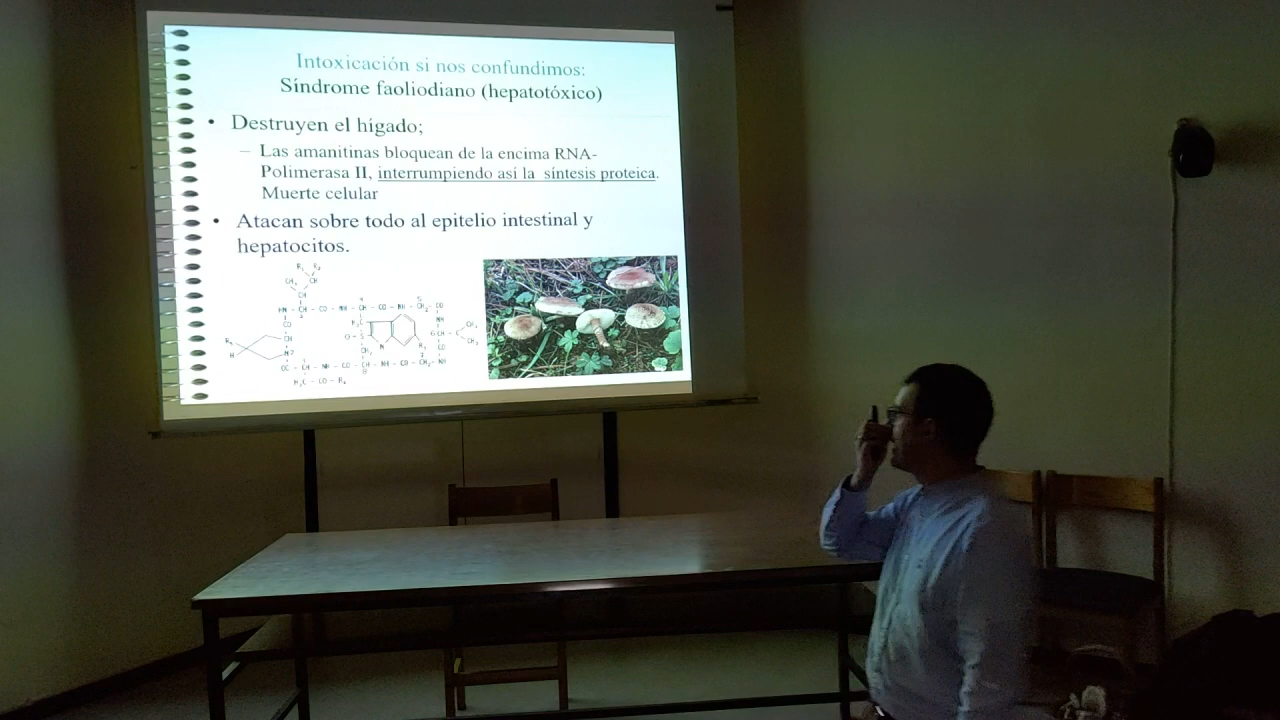 Intoxicación si nos confundimos:
Síndrome faoliodiano (hepatotóxico)
• Destruyen el hígado;
– Las amanitinas bloquean de la encima RNA-
Polimerasa II, interrumpiendo así la síntesis proteica.
Muerte celular
• Atacan sobre todo al epitelio intestinal y
hepatocitos.